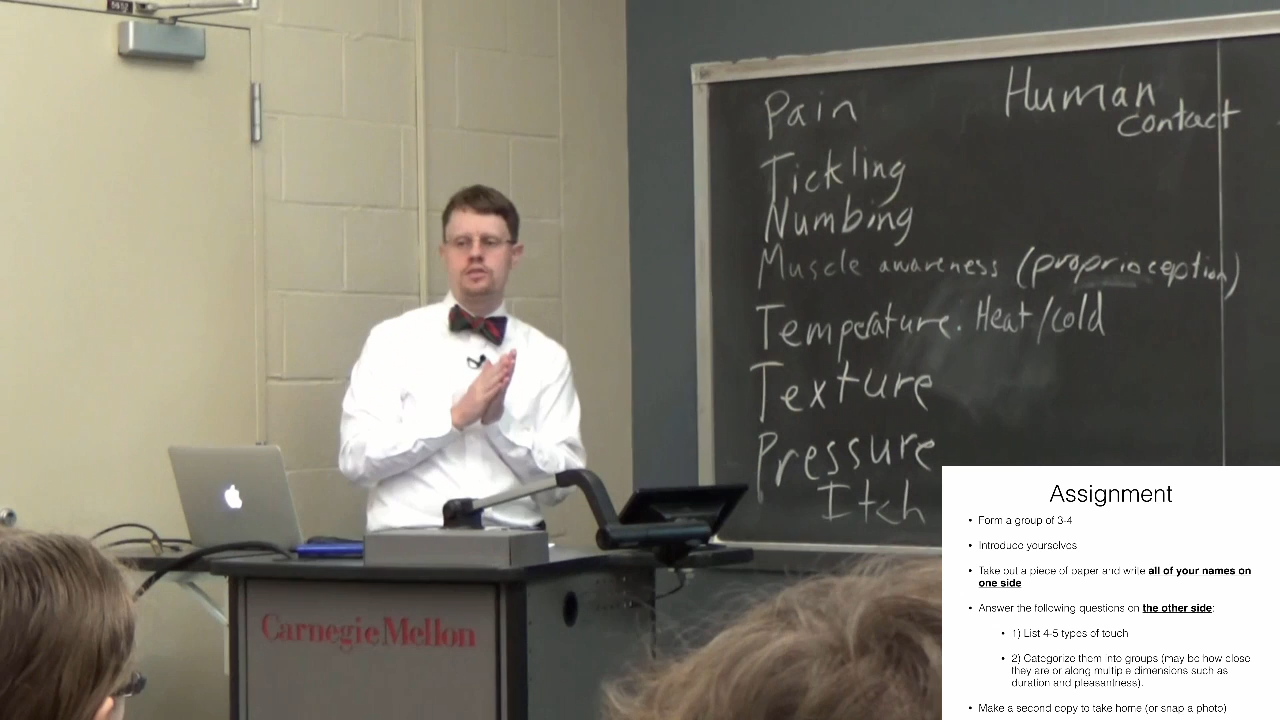 Pain
Human
contact
Tickling
Numbing
Muscle awareness (proprioception)
Temperature. Heat/cold
Texture
Pressure
Itch
Carnegie Mellon
Assignment
• Form a group of 3-4
• Introduce yourselves
• Take out a piece of paper and write all of your names on
one side
• Answer the following questions on the other side:
• 1) List 4-5 types of touch
• 2) Categorize them into groups (may be how close
they are or along multiple dimensions such as
duration and pleasantness).
• Make a second copy to take home (or snap a photo)